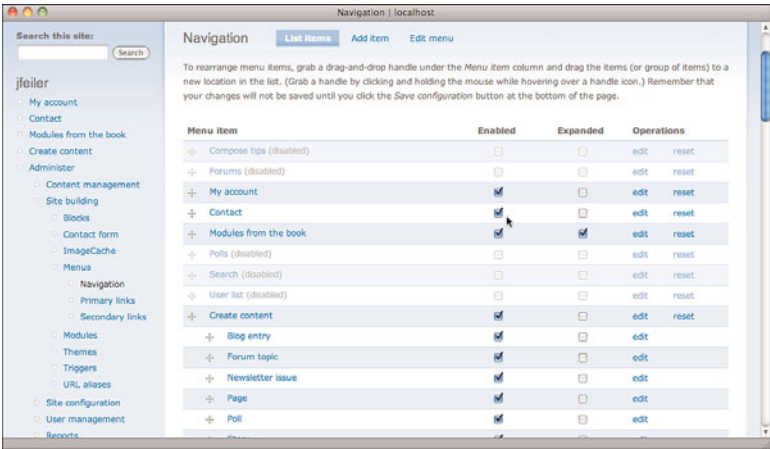 Navigation | localhost
Search this site:
Search
jfeiler
My account
Contact
Modules from the book
Create content
Administer
Content management
Site building
Blocks
Contact form
ImageCache
Menus
Navigation
Primary links
Secondary links
Modules
Themes
Triggers
URL aliases
Site configuration
User management
Reports
Navigation List items Add item Edit menu
To rearrange menu items, grab a drag-and-drop handle under the Menu item column and drag the items (or group of items) to a
new location in the list. (Grab a handle by clicking and holding the mouse while hovering over a handle icon.) Remember that
your changes will not be saved until you click the Save configuration button at the bottom of the page.
Menu item Enabled Expanded Operations
Compose tips (disabled) edit reset
Forums (disabled) edit reset
My account edit reset
Contact edit reset
Modules from the book edit reset
Polls (disabled) edit reset
Search (disabled) edit reset
User list (disabled) edit reset
Create content edit reset
Blog entry edit
Forum topic edit
Newsletter issue edit
Page edit
Poll edit